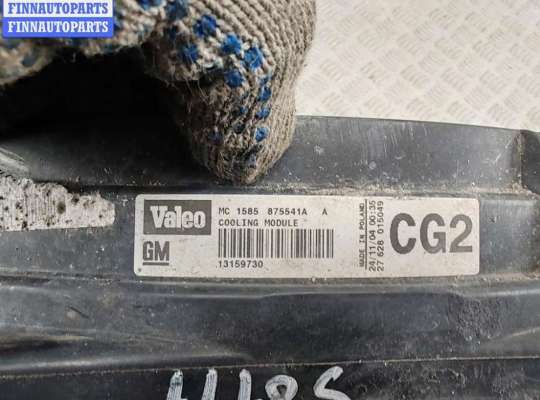 FINNAUTOPARTS
FINNAUTOPARTS
FINNAUTOPARTS
Valeo
MC 1585 875541A A
COOLING MODULE
GM
13159730
MADE IN POLAND
24/11/04 00:35
27 628 015049
CG2